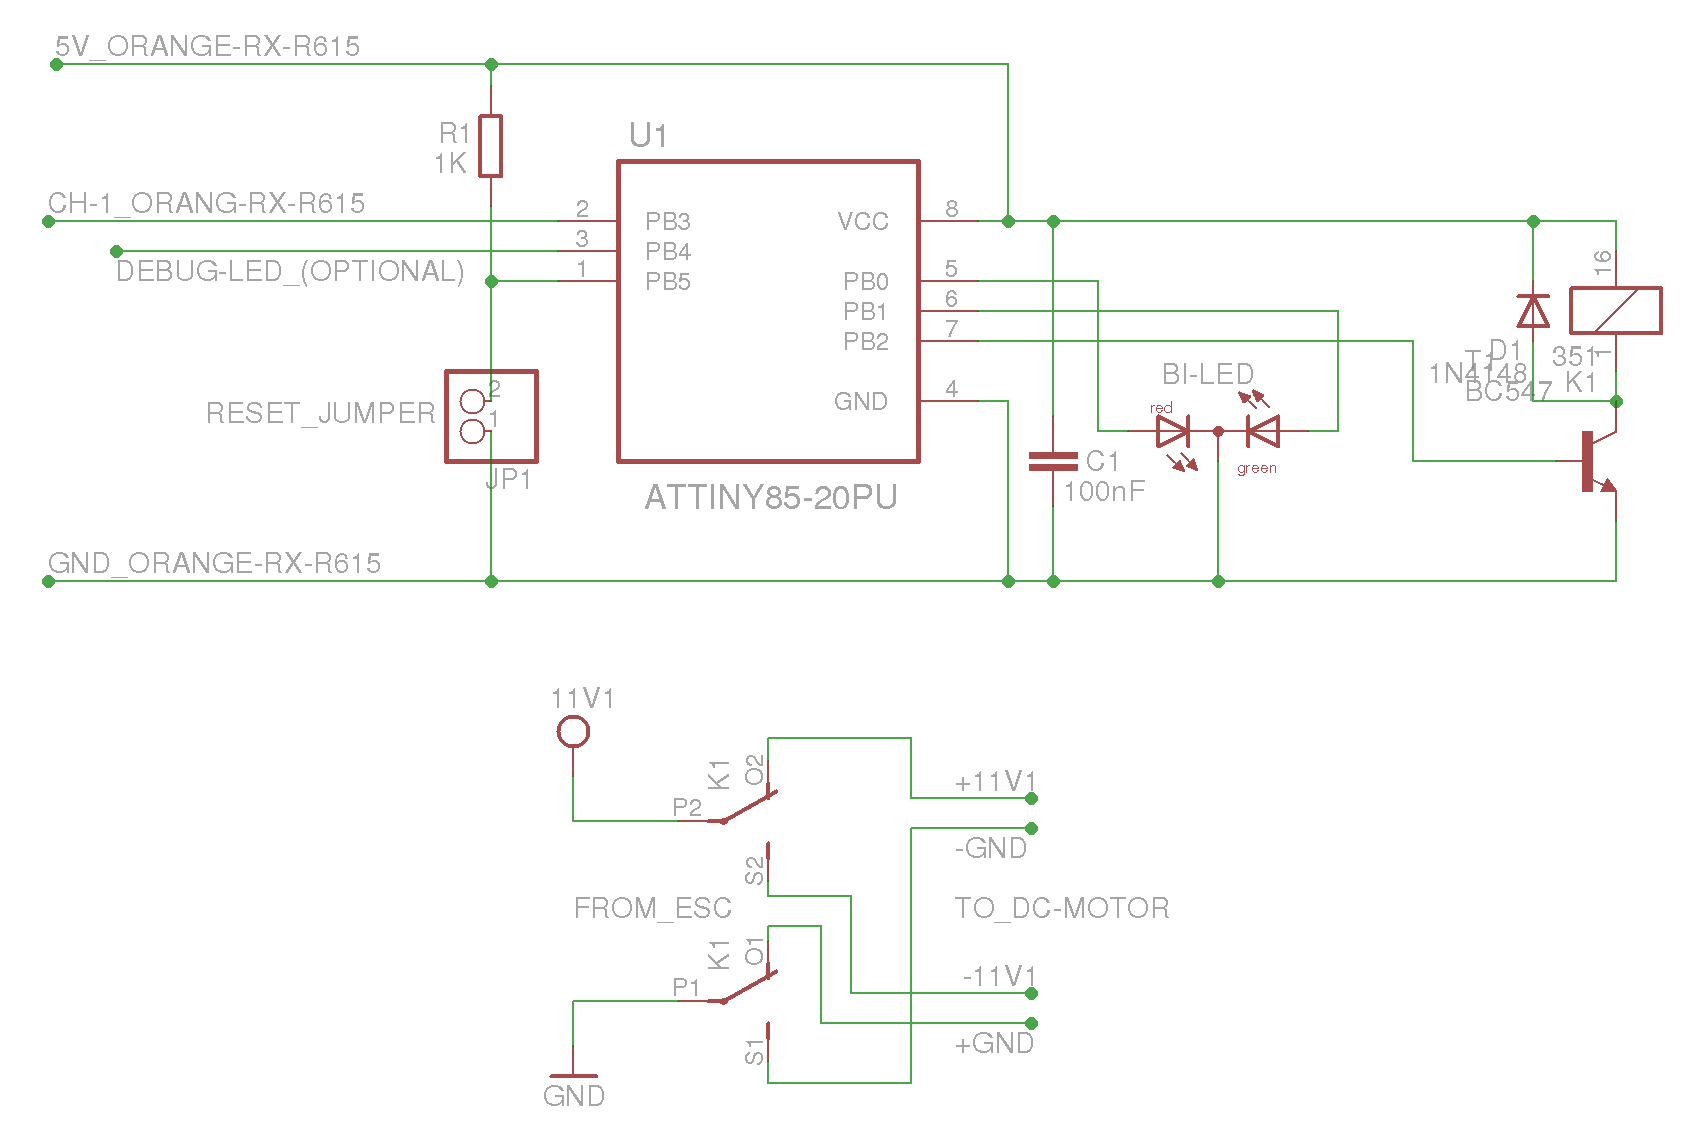 5V_ORANGE-RX-R615
R1
1K
U1
CH-1_ORANG-RX-R615
2
3
1
DEBUG-LED_(OPTIONAL)
PB3
PB4
PB5
VCC
PB0
PB1
PB2
GND
8
5
6
7
4
ATTINY85-20PU
RESET_JUMPER
2
1
JP1
C1
100nF
BI-LED
red
green
16
D1
1N4148
T1
BC547
351
1
K1
GND_ORANGE-RX-R615
11V1
K1
O2
P2
S2
+11V1
-GND
FROM_ESC
TO_DC-MOTOR
K1
O1
P1
S1
-11V1
+GND
GND